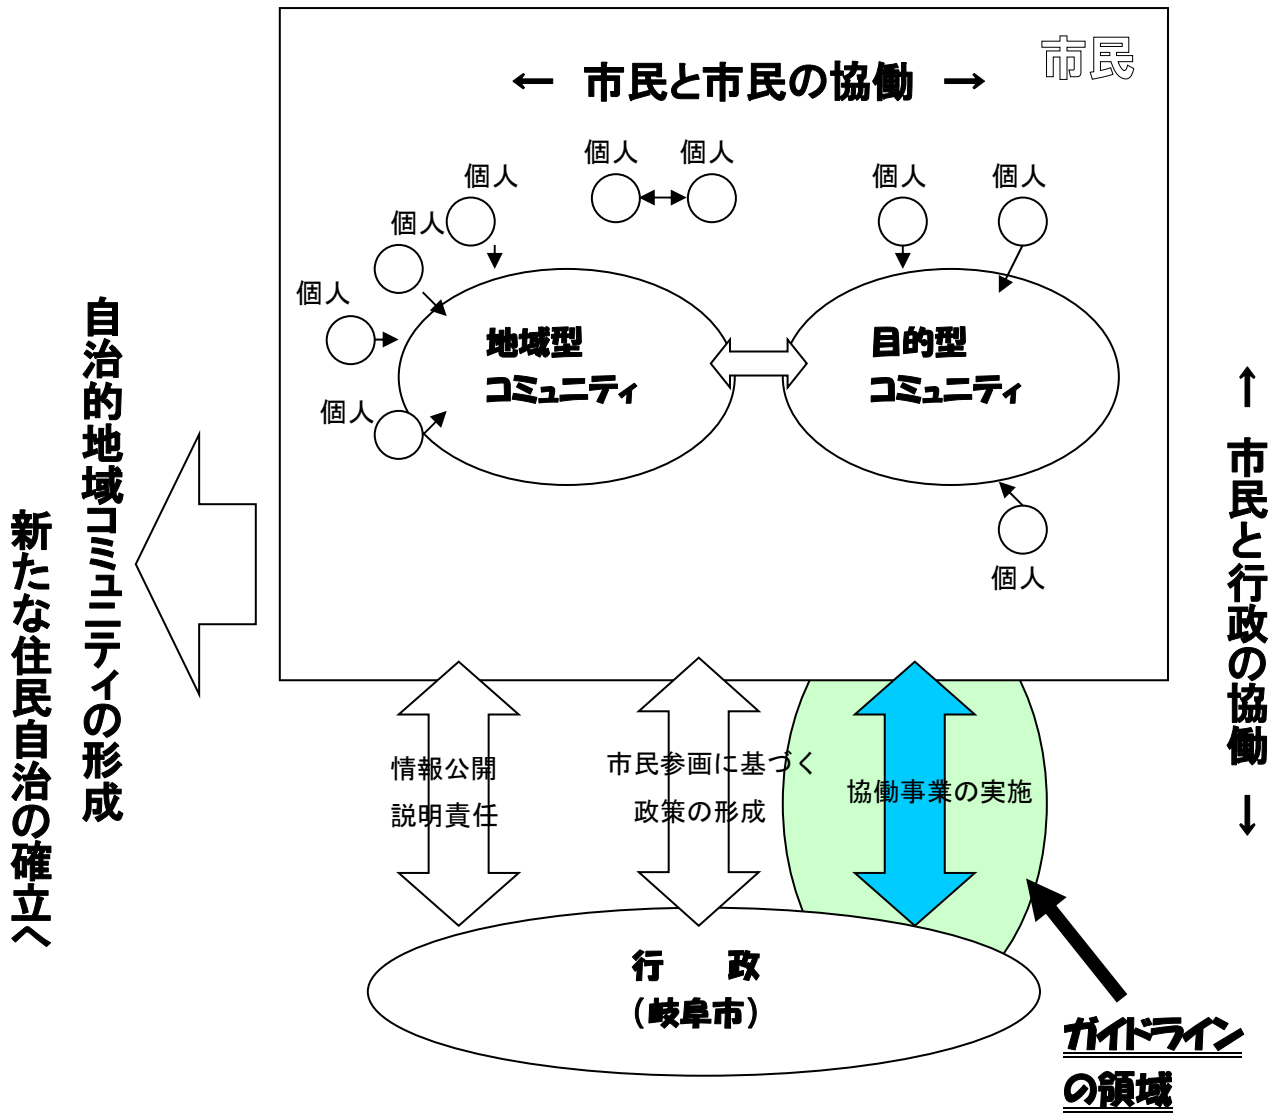 市民
← 市民と市民の協働 →
個人
個人
個人
個人
個人
個人
個人
個人
地域型
コミュニティ
目的型
コミュニティ
個人
個人
自治的地域コミュニティの形成
新たな住民自治の確立へ
← 市民と行政の協働 →
情報公開
説明責任
市民参画に基づく
政策の形成
協働事業の実施
行　政
（岐阜市）
ガイドライン
の領域